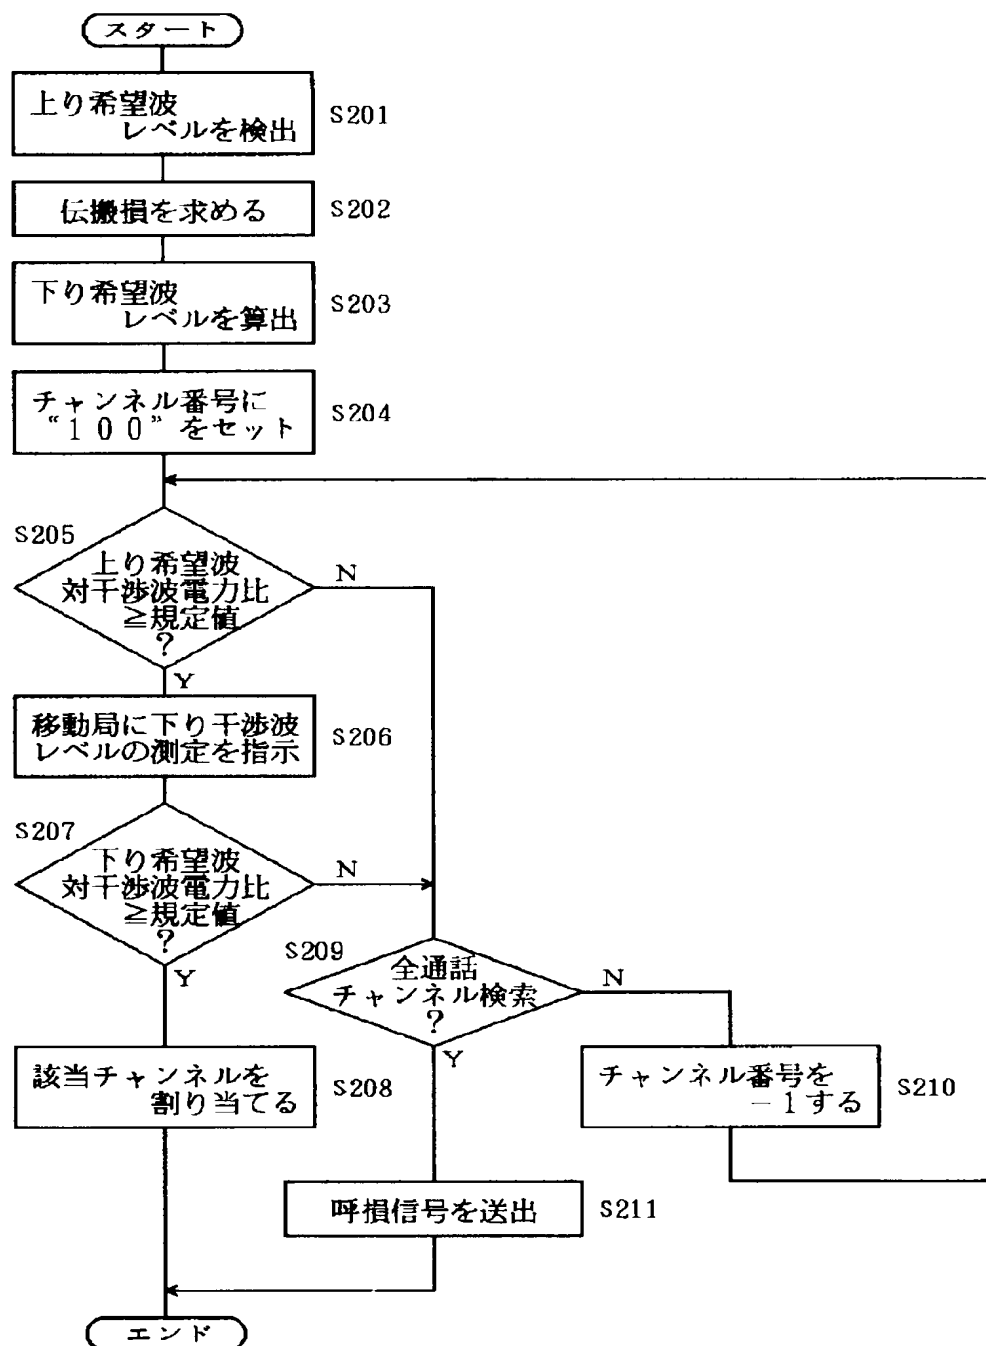 スタート
上り希望波
レベルを検出
S201
伝搬損を求める
S202
下り希望波
レベルを算出
S203
チャンネル番号に
“１００”をセット
S204
S205
上り希望波
対干渉波電力比
≧規定値
?
N
Y
移動局に下り干渉波
レベルの測定を指示
S206
S207
下り希望波
対干渉波電力比
≧規定値
?
N
Y
S209
全通話
チャンネル検索
?
N
Y
該当チャンネルを
割り当てる
S208
チャンネル番号を
－１する
S210
呼損信号を送出
S211
エンド